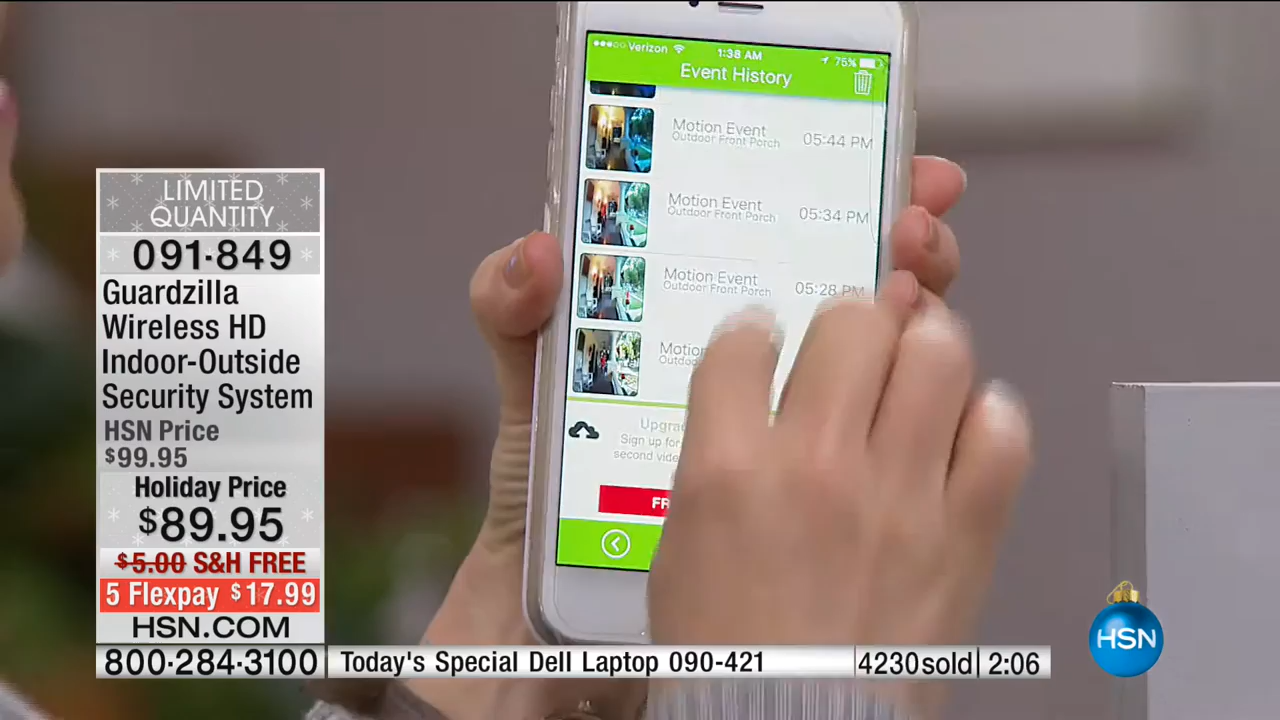 Verizon 1:38 AM 75%
Event History
Motion Event 05:44 PM
Outdoor Front Porch
Motion Event 05:34 PM
Outdoor Front Porch
Motion Event 05:28 PM
Outdoor Front Porch
LIMITED
QUANTITY
091-849
Guardzilla
Wireless HD
Indoor-Outside
Security System
HSN Price
$99.95
Holiday Price
$89.95
$5.00 S&H FREE
5 Flexpay $17.99
HSN.COM
800-284-3100
Today's Special Dell Laptop 090-421
4230sold
2:06
Sign up for
HSN